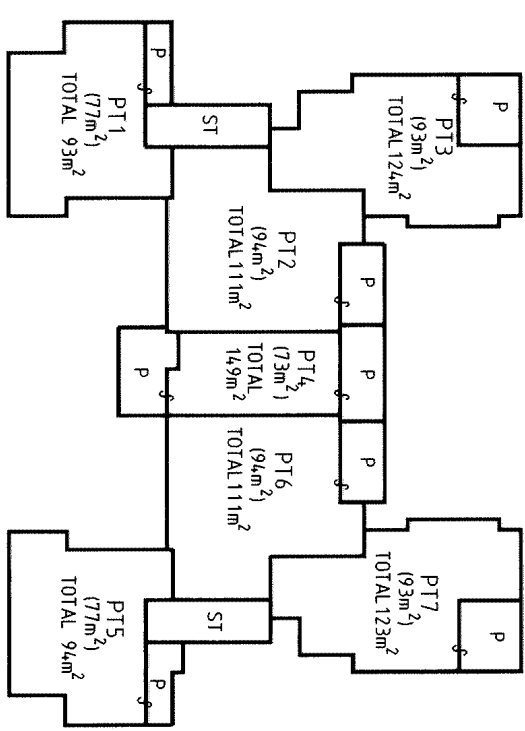 P
PT1
(77m²)
TOTAL 93m²
ST
P
PT3
(93m²)
TOTAL 124m²
PT2
(94m²)
TOTAL 111m²
P
P
PT4
(73m²)
TOTAL
149m²
P
PT6
(94m²)
TOTAL 111m²
P
PT5
(77m²)
TOTAL 94m²
P
ST
PT7
(93m²)
TOTAL 123m²
P